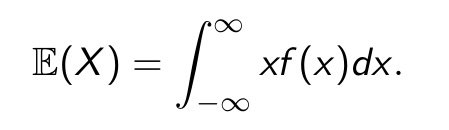 𝔼(X) = ∫_{−∞}^{∞} xf(x)dx.